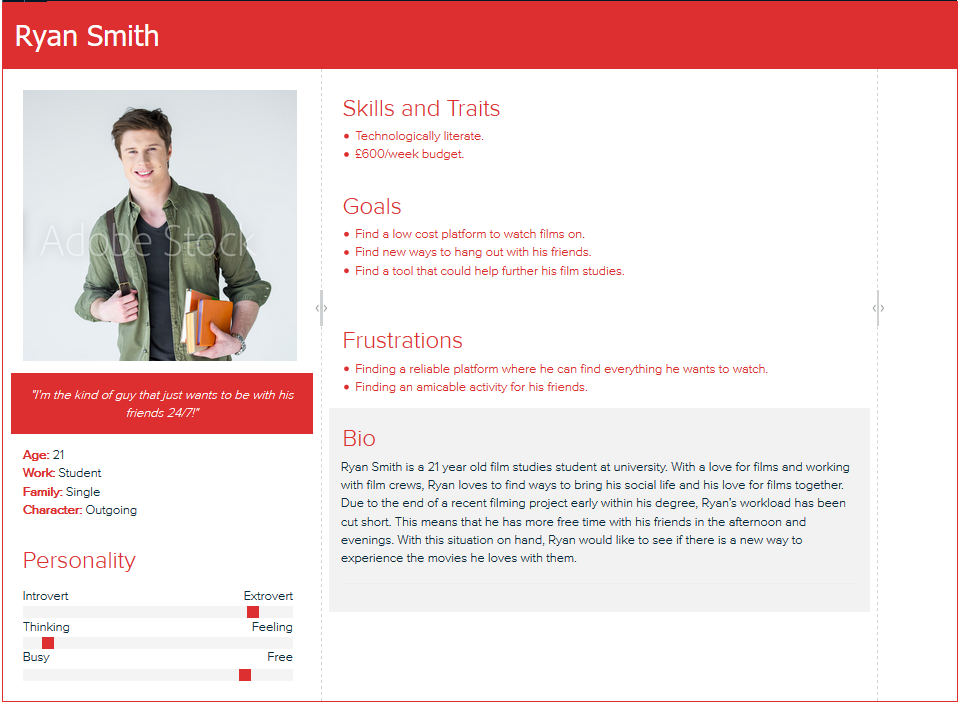 Ryan Smith
Adobe Stock
"I'm the kind of guy that just wants to be with his
friends 24/7!"
Age: 21
Work: Student
Family: Single
Character: Outgoing
Personality
Introvert Extrovert
Thinking Feeling
Busy Free
Skills and Traits
Technologically literate.
£600/week budget.
Goals
Find a low cost platform to watch films on.
Find new ways to hang out with his friends.
Find a tool that could help further his film studies.
Frustrations
Finding a reliable platform where he can find everything he wants to watch.
Finding an amicable activity for his friends.
Bio
Ryan Smith is a 21 year old film studies student at university. With a love for films and working
with film crews, Ryan loves to find ways to bring his social life and his love for films together.
Due to the end of a recent filming project early within his degree, Ryan's workload has been
cut short. This means that he has more free time with his friends in the afternoon and
evenings. With this situation on hand, Ryan would like to see if there is a new way to
experience the movies he loves with them.